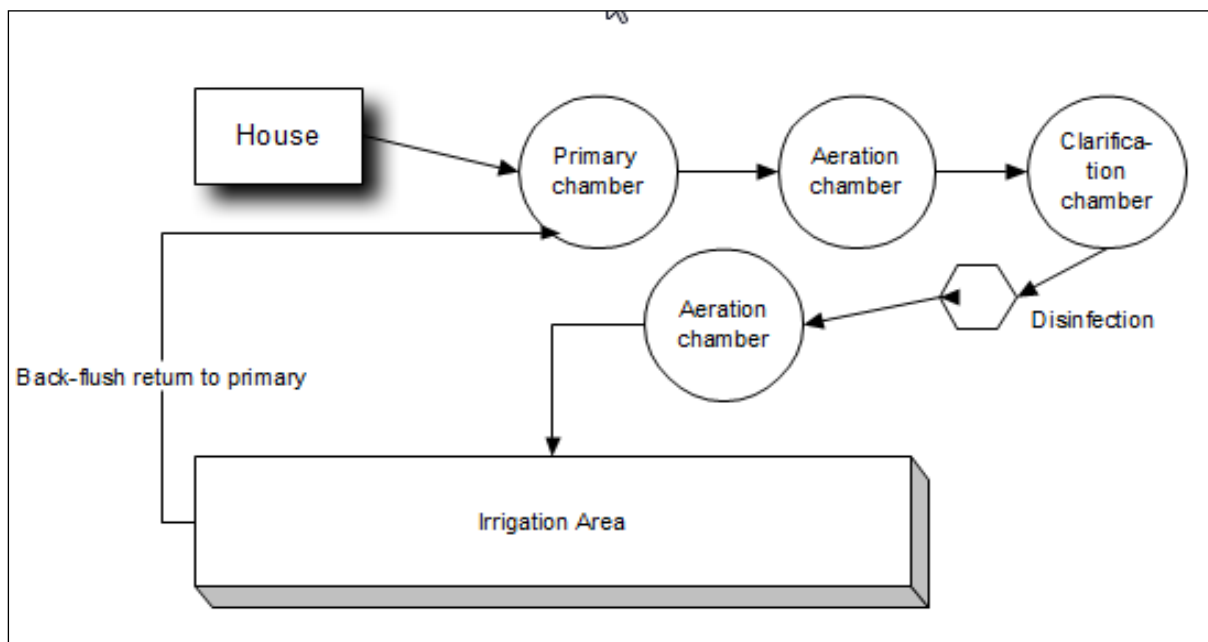 House
Primary
chamber
Aeration
chamber
Clarifica-
tion
chamber
Disinfection
Aeration
chamber
Back-flush return to primary
Irrigation Area